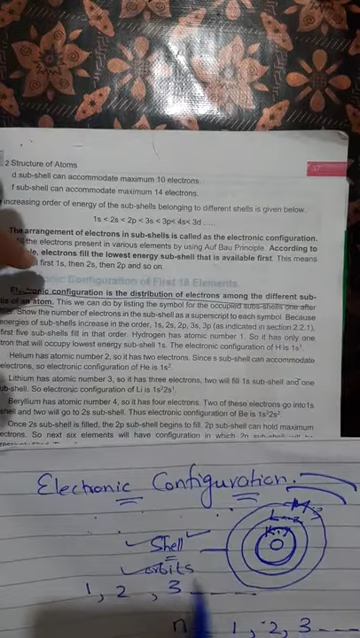 2 Structure of Atoms
d sub-shell can accommodate maximum 10 electrons
f sub-shell can accommodate maximum 14 electrons.
increasing order of energy of the sub-shells belonging to different shells is given below.
1s < 2s < 2p < 3s < 3p< 4s< 3d .....
The arrangement of electrons in sub-shells is called as the electronic configuration.
the electrons present in various elements by using Auf Bau Principle. According to
electrons fill the lowest energy sub-shell that is available first. This means
first 1s, then 2s, then 2p and so on.
Configuration of First 18 Elements
Electronic configuration is the distribution of electrons among the different sub-
of an atom. This we can do by listing the symbol for the occupied subs-shells one after
Show the number of electrons in the sub-shell as a superscript to each symbol. Because
energies of sub-shells increase in the order, 1s, 2s, 2p, 3s, 3p (as indicated in section 2.2.1),
first five sub-shells fill in that order. Hydrogen has atomic number 1. So it has only one
tron that will occupy lowest energy sub-shell 1s. The electronic configuration of H is 1s¹
Helium has atomic number 2, so it has two electrons. Since s sub-shell can accommodate
electrons, so electronic configuration of He is 1s².
Lithium has atomic number 3, so it has three electrons, two will fill 1s sub-shell and one
sub-shell. So electronic configuration of Li is 1s²2s¹.
Beryllium has atomic number 4, so it has four electrons. Two of these electrons go into 1s
shell and two will go to 2s sub-shell. Thus electronic configuration of Be is 1s²2s²
Once 2s sub-shell is filled, the 2p sub-shell begins to fill. 2p sub-shell can hold maximum
ectrons. So next six elements will have configuration in which 2p sub-shell will be
Electronic Configuration.
M-3
L-2
K-1
Shell
orbits
1, 2, 3 -----
n 1, 2, 3 ---